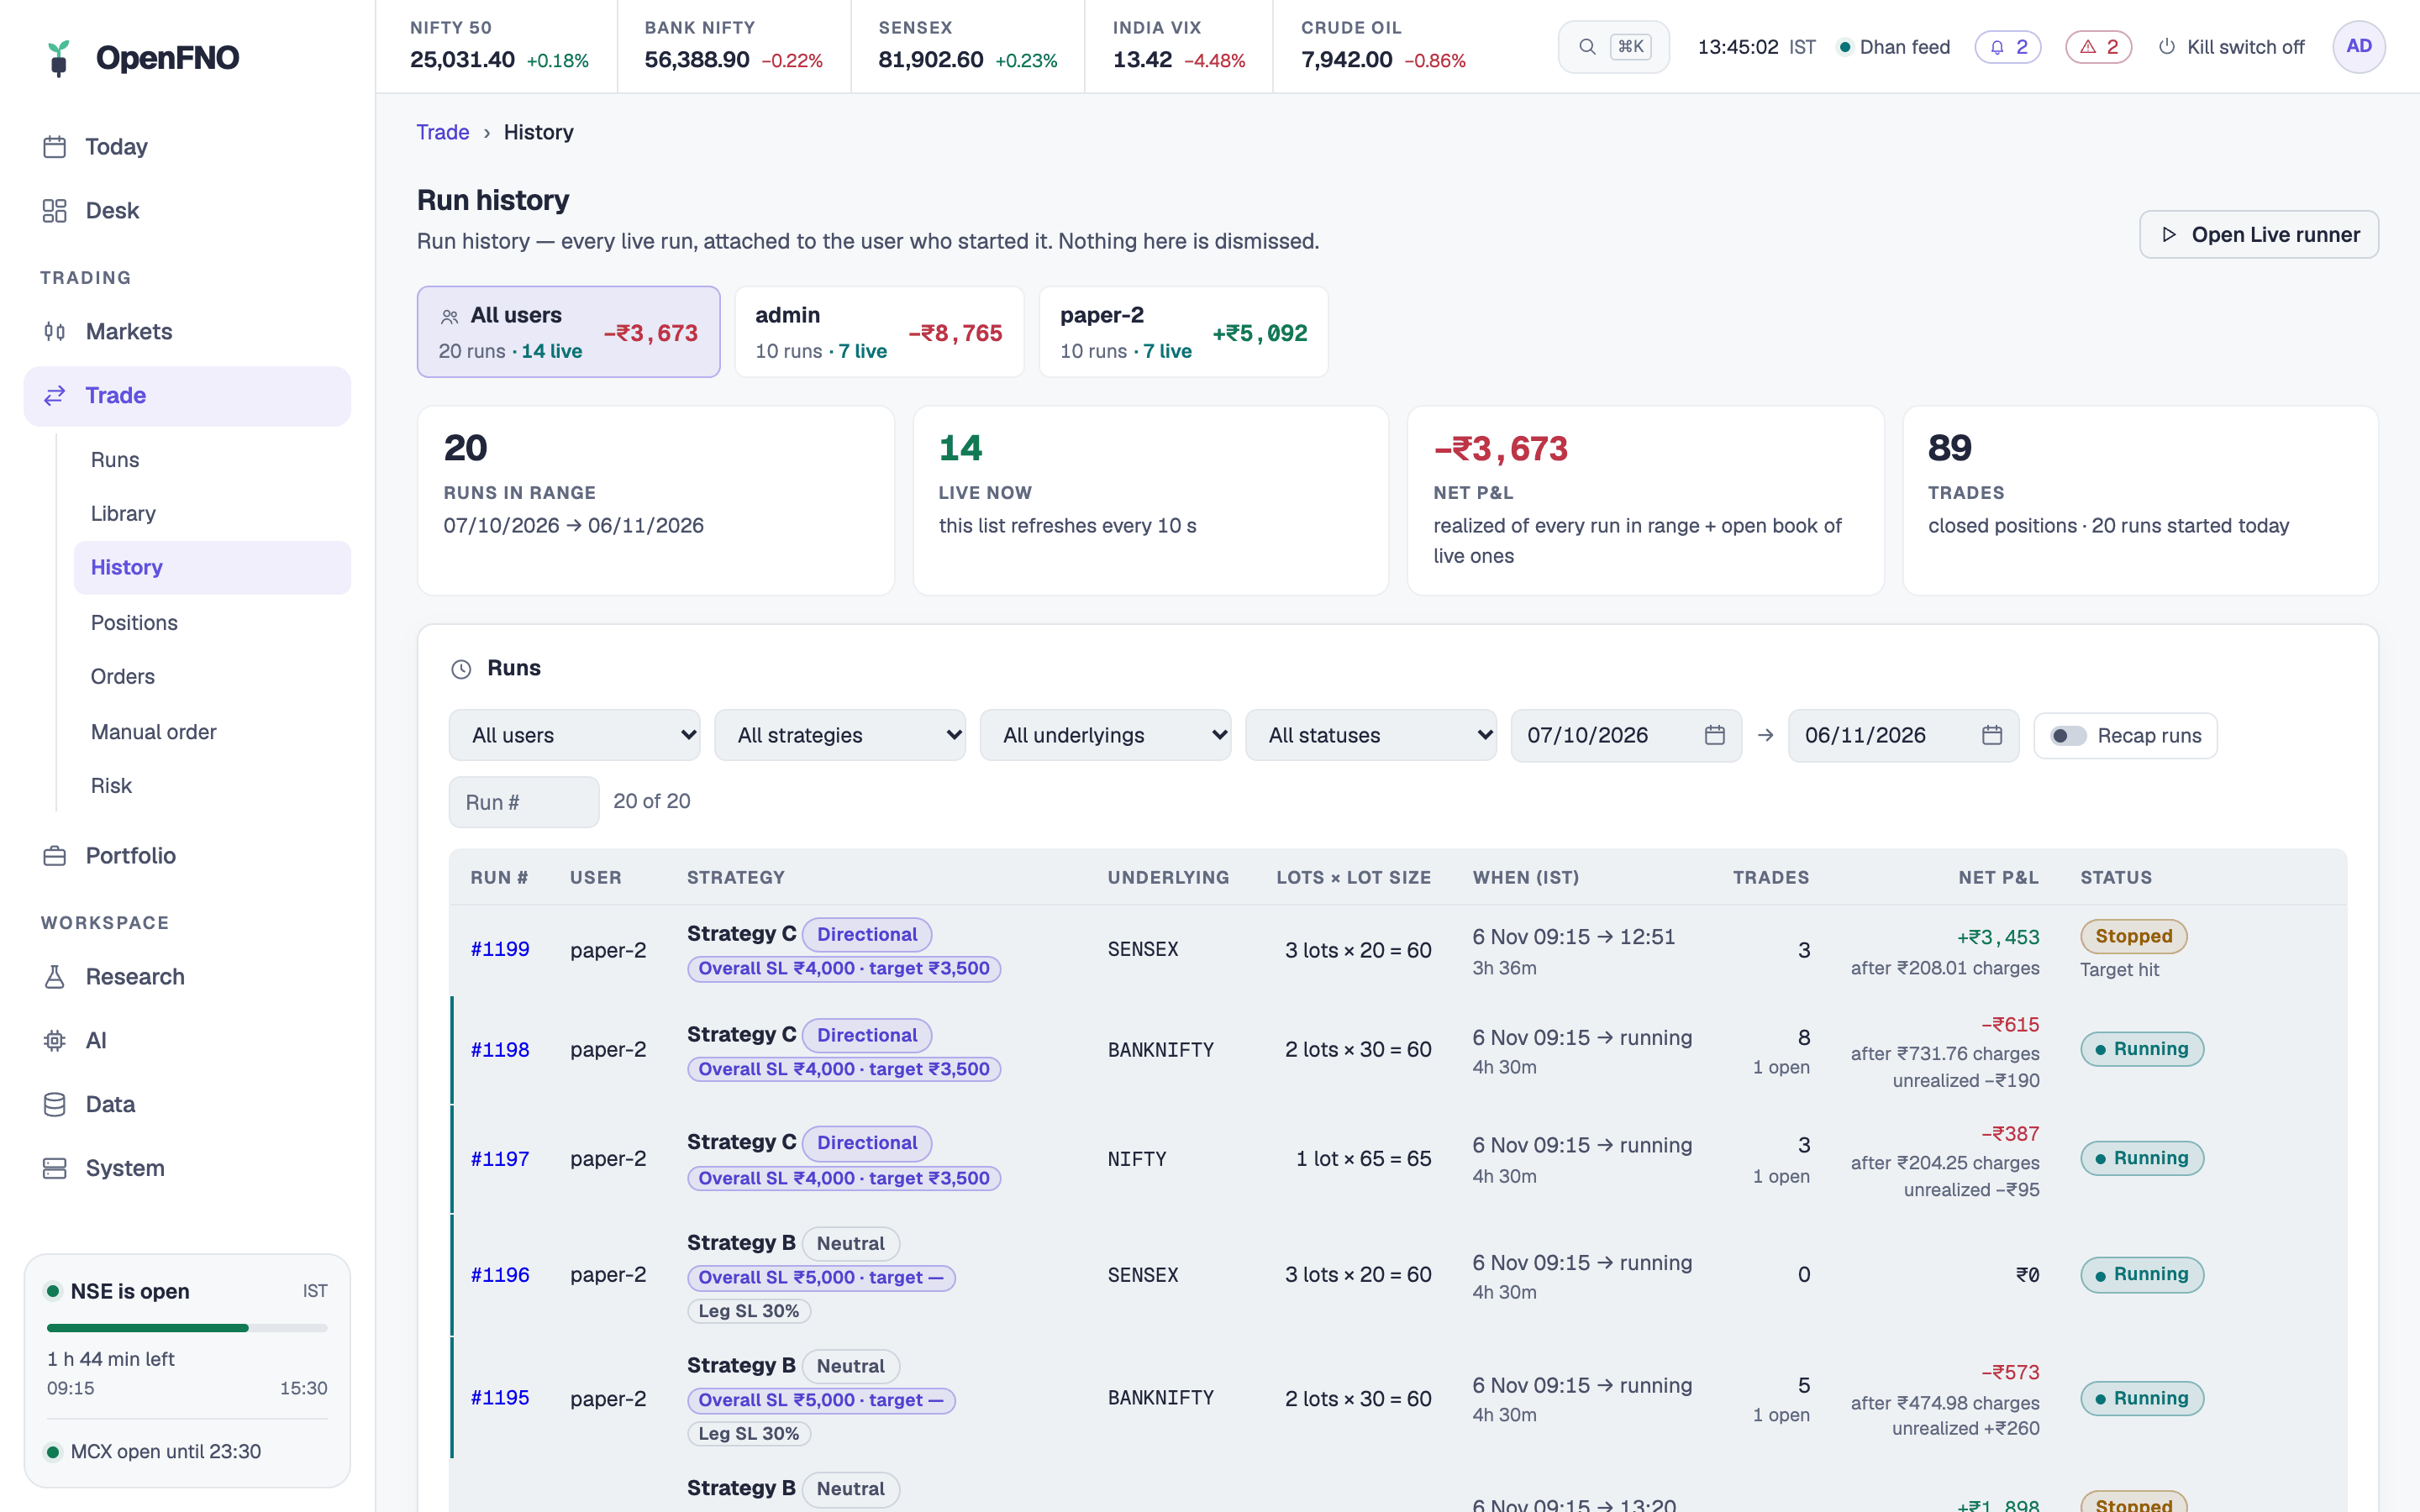 OpenFNO
NIFTY 50
25,031.40 +0.18%
BANK NIFTY
56,388.90 −0.22%
SENSEX
81,902.60 +0.23%
INDIA VIX
13.42 −4.48%
CRUDE OIL
7,942.00 −0.86%
⌘K
13:45:02 IST
Dhan feed
2
2
Kill switch off
AD
Today
Desk
TRADING
Markets
Trade
Runs
Library
History
Positions
Orders
Manual order
Risk
Portfolio
WORKSPACE
Research
AI
Data
System
NSE is open IST
1 h 44 min left
09:15 15:30
MCX open until 23:30
Trade › History
Run history
Run history — every live run, attached to the user who started it. Nothing here is dismissed.
Open Live runner
All users
20 runs · 14 live
−₹3,673
admin
10 runs · 7 live
−₹8,765
paper-2
10 runs · 7 live
+₹5,092
20
RUNS IN RANGE
07/10/2026 → 06/11/2026
14
LIVE NOW
this list refreshes every 10 s
−₹3,673
NET P&L
realized of every run in range + open book of
live ones
89
TRADES
closed positions · 20 runs started today
Runs
All users
All strategies
All underlyings
All statuses
07/10/2026 → 06/11/2026
Recap runs
Run # 20 of 20
RUN # USER STRATEGY UNDERLYING LOTS × LOT SIZE WHEN (IST) TRADES NET P&L STATUS
#1199 paper-2 Strategy C Directional SENSEX 3 lots × 20 = 60 6 Nov 09:15 → 12:51 3 +₹3,453 Stopped
Overall SL ₹4,000 · target ₹3,500 3h 36m after ₹208.01 charges Target hit
#1198 paper-2 Strategy C Directional BANKNIFTY 2 lots × 30 = 60 6 Nov 09:15 → running 8 −₹615 Running
Overall SL ₹4,000 · target ₹3,500 4h 30m 1 open after ₹731.76 charges
unrealized −₹190
#1197 paper-2 Strategy C Directional NIFTY 1 lot × 65 = 65 6 Nov 09:15 → running 3 −₹387 Running
Overall SL ₹4,000 · target ₹3,500 4h 30m 1 open after ₹204.25 charges
unrealized −₹95
#1196 paper-2 Strategy B Neutral SENSEX 3 lots × 20 = 60 6 Nov 09:15 → running 0 ₹0 Running
Overall SL ₹5,000 · target — 4h 30m
Leg SL 30%
#1195 paper-2 Strategy B Neutral BANKNIFTY 2 lots × 30 = 60 6 Nov 09:15 → running 5 −₹573 Running
Overall SL ₹5,000 · target — 4h 30m 1 open after ₹474.98 charges
Leg SL 30% unrealized +₹260
Strategy B Neutral 6 Nov 09:15 → 13:20 +₹1,898 Stopped